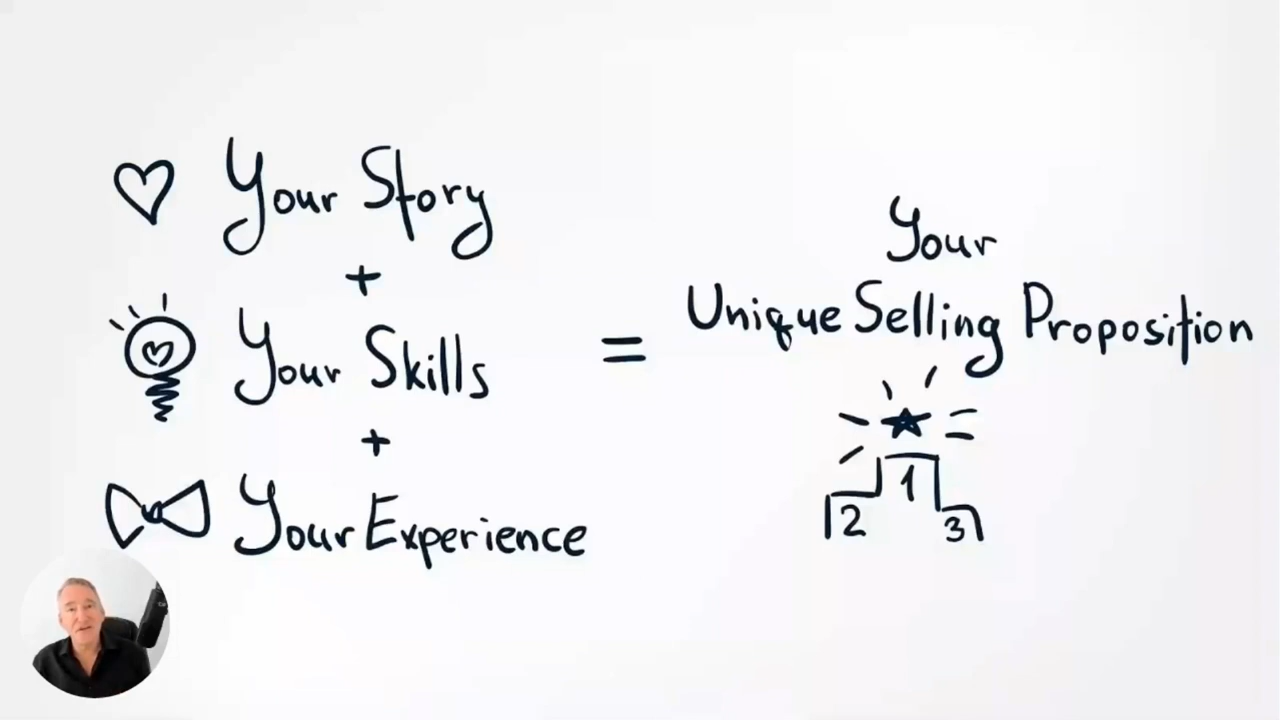 Your Story
+
Your Skills
+
Your Experience
=
Your
Unique Selling Proposition
1
2
3